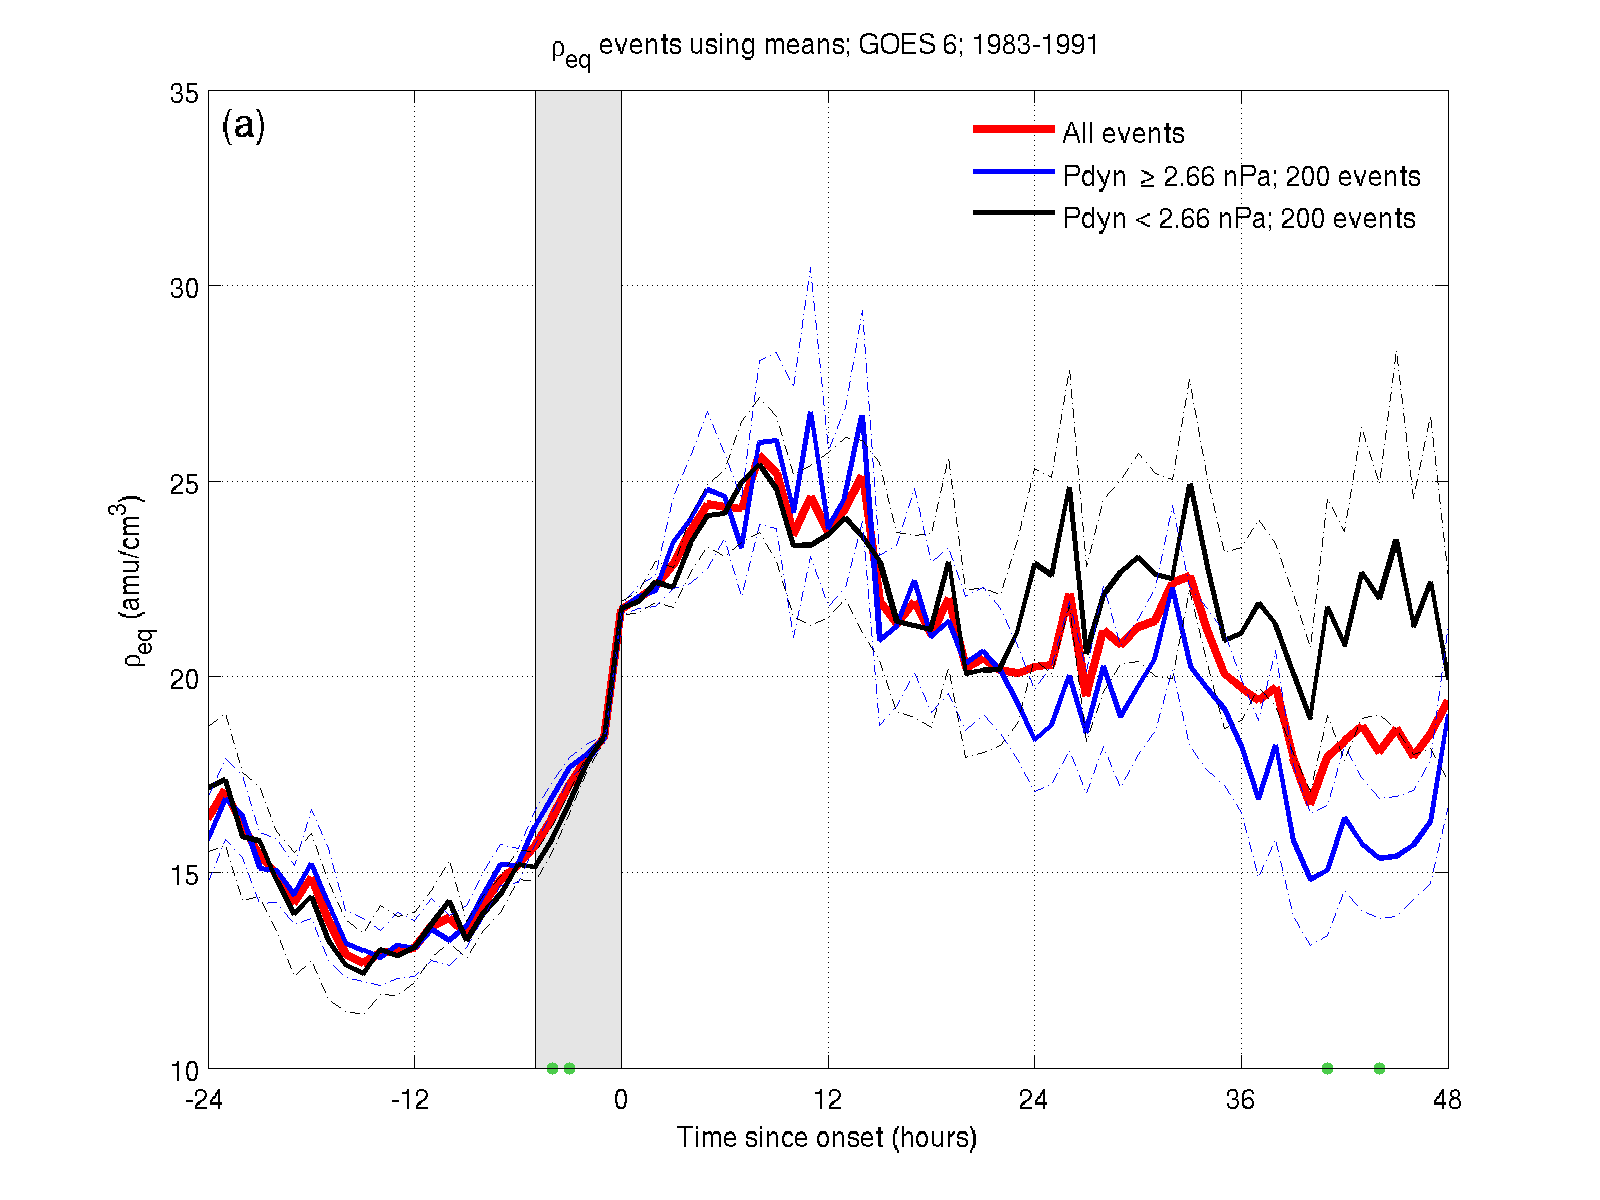 ρeq events using means; GOES 6; 1983-1991
(a)
All events
Pdyn ≥ 2.66 nPa; 200 events
Pdyn < 2.66 nPa; 200 events
35
30
25
20
15
10
ρeq (amu/cm³)
-24 -12 0 12 24 36 48
Time since onset (hours)